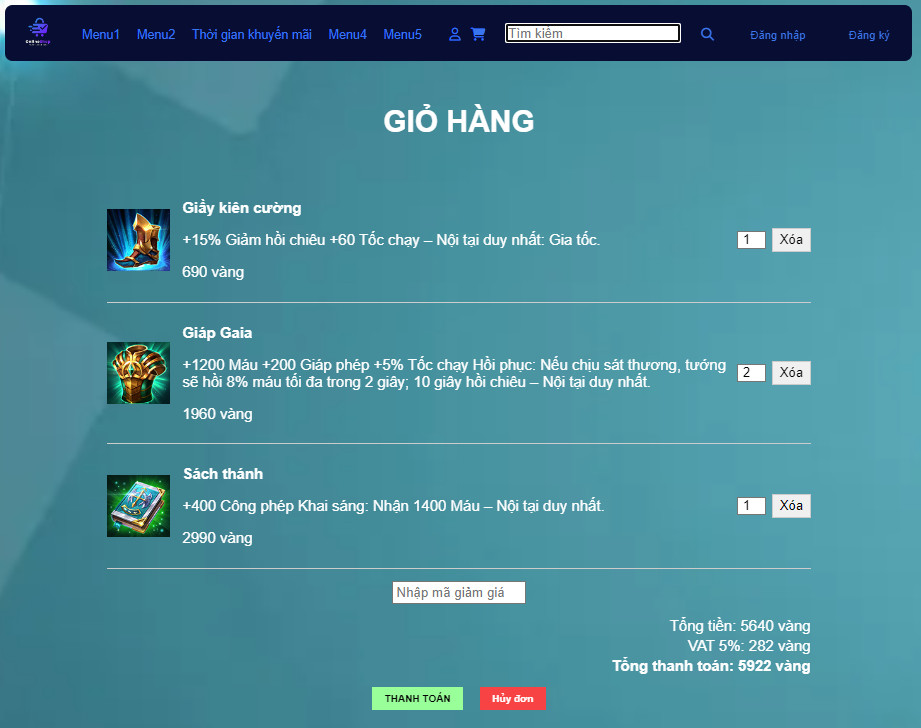 OnlineShop
Menu1 Menu2 Thời gian khuyến mãi Menu4 Menu5 Tìm kiếm Đăng nhập Đăng ký
GIỎ HÀNG
Giầy kiên cường
+15% Giảm hồi chiêu +60 Tốc chạy – Nội tại duy nhất: Gia tốc.
1 Xóa
690 vàng
Giáp Gaia
+1200 Máu +200 Giáp phép +5% Tốc chạy Hồi phục: Nếu chịu sát thương, tướng
sẽ hồi 8% máu tối đa trong 2 giây; 10 giây hồi chiêu – Nội tại duy nhất.
2 Xóa
1960 vàng
Sách thánh
+400 Công phép Khai sáng: Nhận 1400 Máu – Nội tại duy nhất.
1 Xóa
2990 vàng
Nhập mã giảm giá
Tổng tiền: 5640 vàng
VAT 5%: 282 vàng
Tổng thanh toán: 5922 vàng
THANH TOÁN Hủy đơn